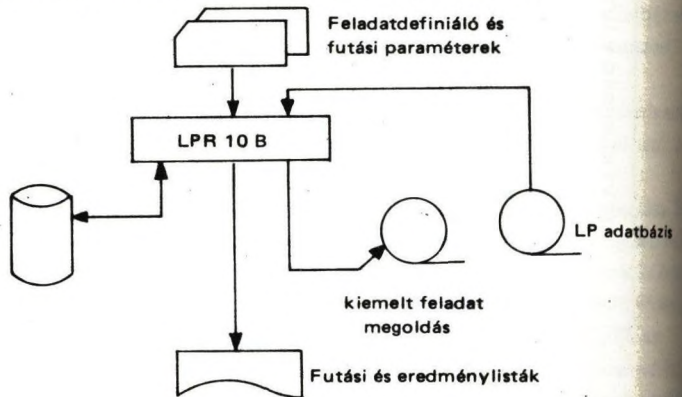 Feladatdefiniáló és
futási paraméterek
LPR 10 B
LP adatbázis
kiemelt feladat
megoldás
Futási és eredménylisták